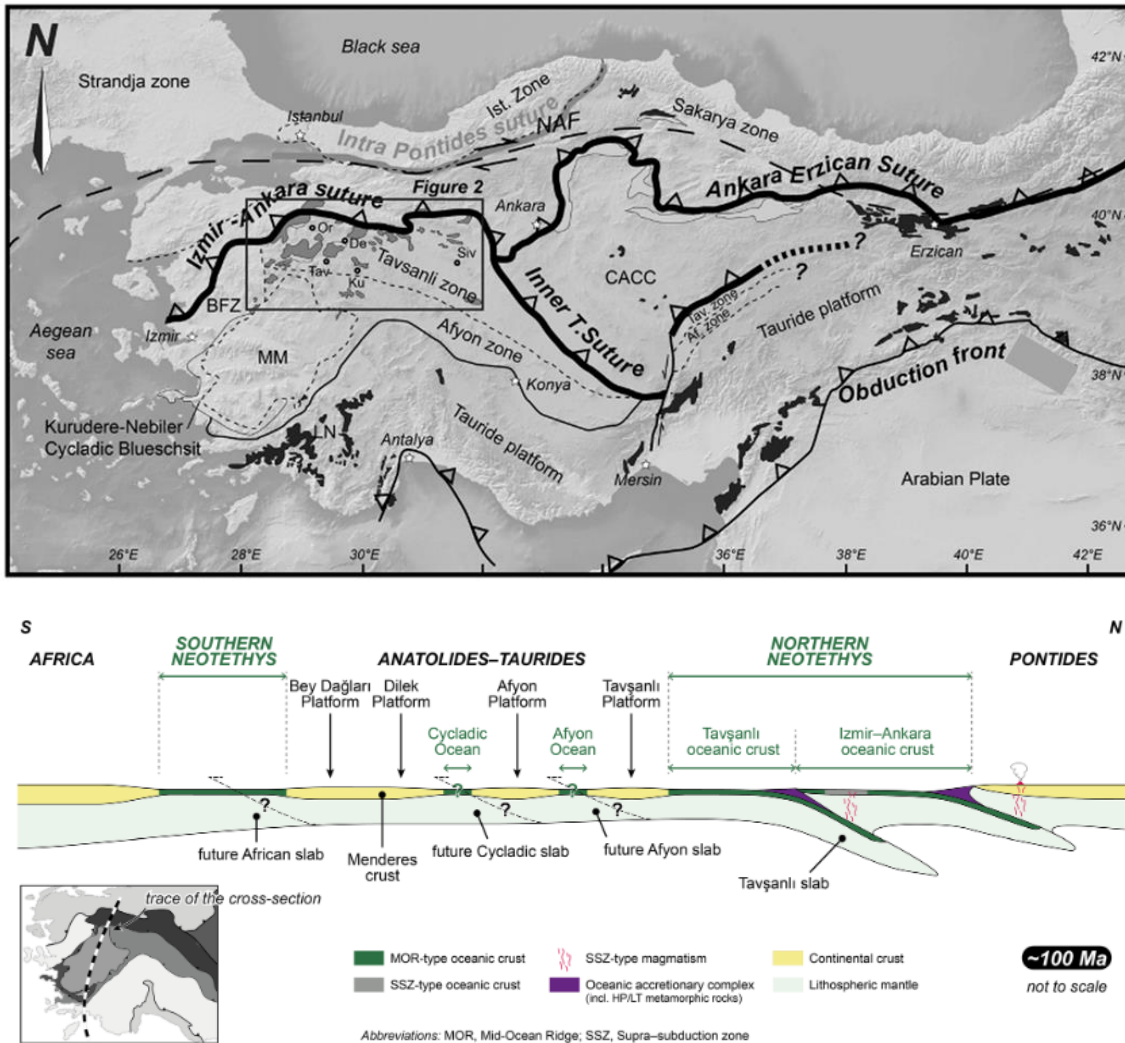 N
Black sea
42°N
Strandja zone
Istanbul
Ist. Zone
Intra Pontides suture
NAF
Sakarya zone
Izmir -Ankara suture
Figure 2
Ankara
Ankara Erzican Suture
40°N
Or
De
Siv
Tav
Ku
Tavsanli zone
Erzican
?
?
CACC
BFZ
Izmir
Aegean
sea
MM
Afyon zone
Inner T.Suture
Tav. zone
Af. zone
Tauride platform
Konya
38°N
Obduction front
Kurudere-Nebiler
Cycladic Blueschsit
LN
Antalya
Tauride platform
Mersin
Arabian Plate
36°N
26°E
28°E
30°E
36°E
38°E
40°E
42°E
S
N
AFRICA
SOUTHERN
NEOTETHYS
ANATOLIDES–TAURIDES
NORTHERN
NEOTETHYS
PONTIDES
Bey Dağları
Platform
Dilek
Platform
Afyon
Platform
Tavşanlı
Platform
Cycladic
Ocean
Afyon
Ocean
Tavşanlı
oceanic crust
Izmir–Ankara
oceanic crust
?
?
?
?
?
future African slab
Menderes
crust
future Cycladic slab
future Afyon slab
Tavşanlı slab
trace of the cross-section
MOR-type oceanic crust
SSZ-type magmatism
Continental crust
SSZ-type oceanic crust
Oceanic accretionary complex
(incl. HP/LT metamorphic rocks)
Lithospheric mantle
~100 Ma
not to scale
Abbreviations: MOR, Mid-Ocean Ridge; SSZ, Supra–subduction zone